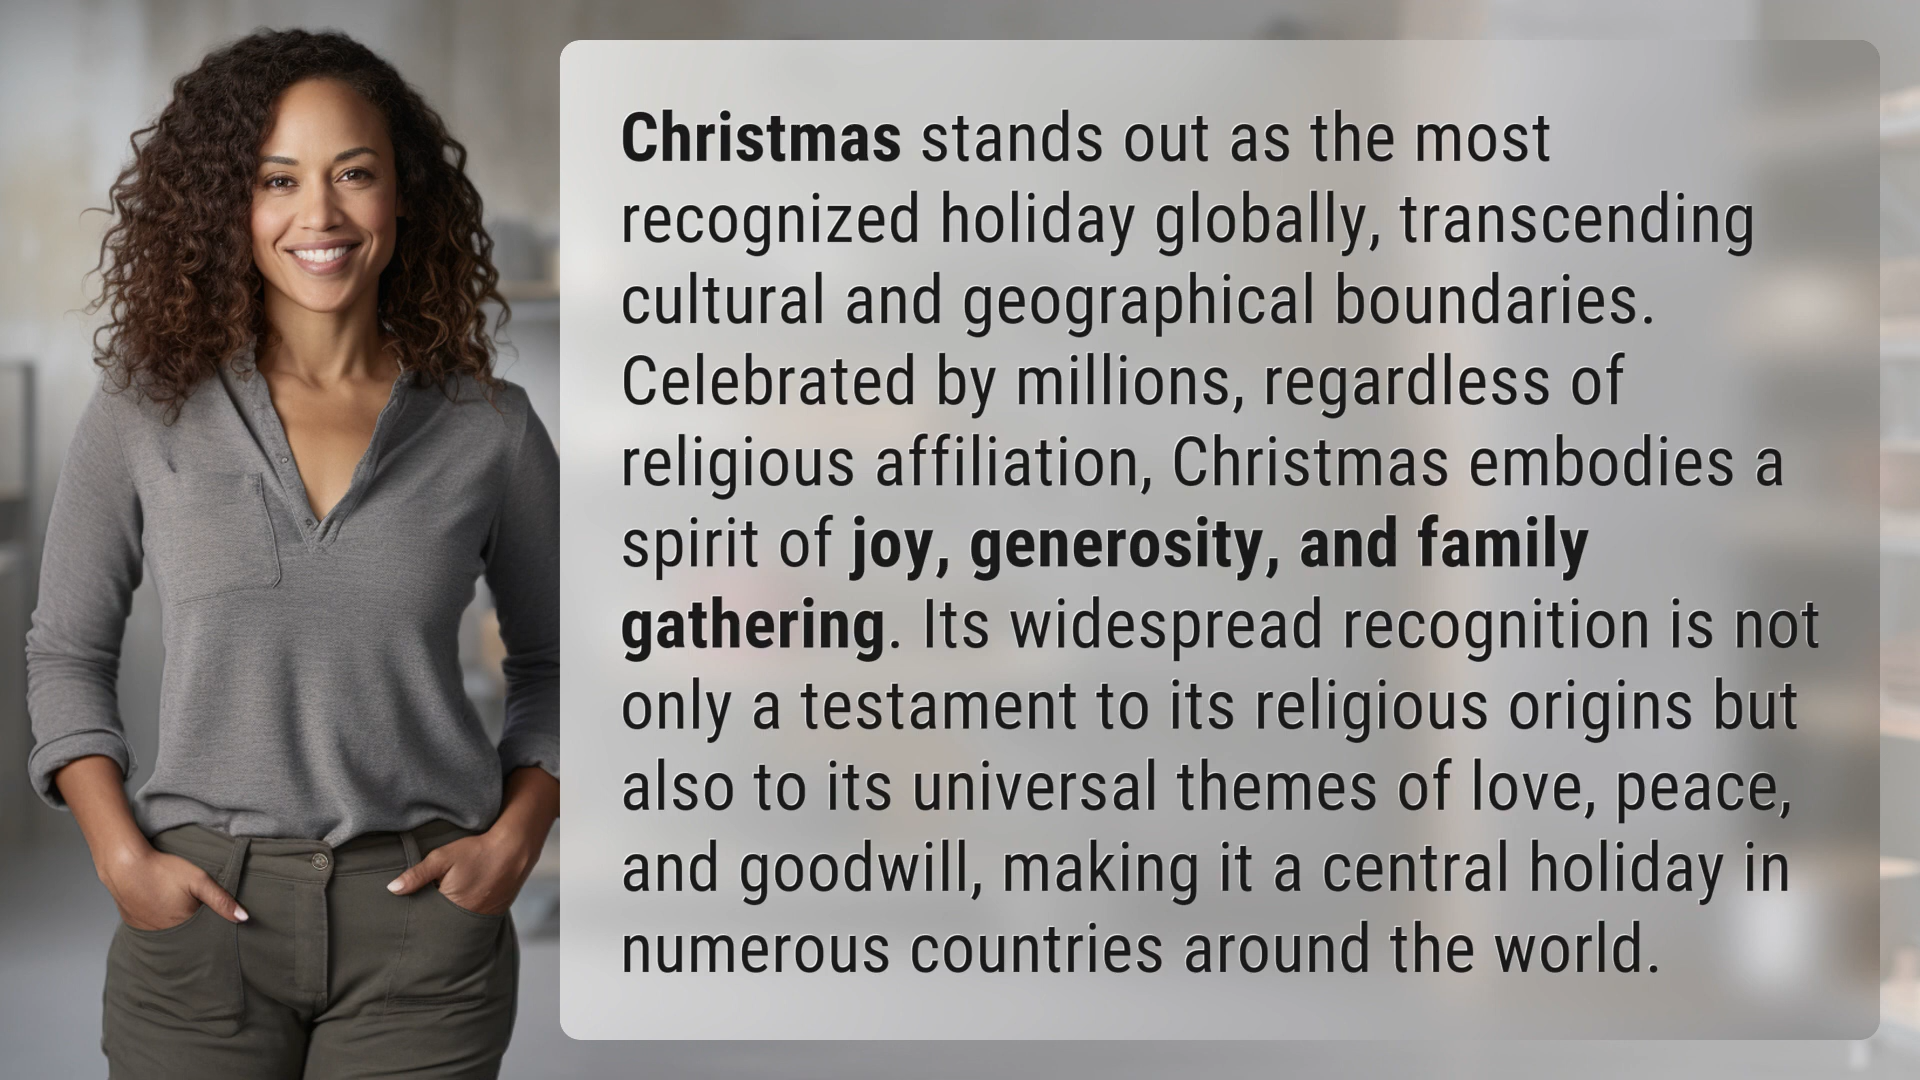 Christmas stands out as the most
recognized holiday globally, transcending
cultural and geographical boundaries.
Celebrated by millions, regardless of
religious affiliation, Christmas embodies a
spirit of joy, generosity, and family
gathering. Its widespread recognition is not
only a testament to its religious origins but
also to its universal themes of love, peace,
and goodwill, making it a central holiday in
numerous countries around the world.